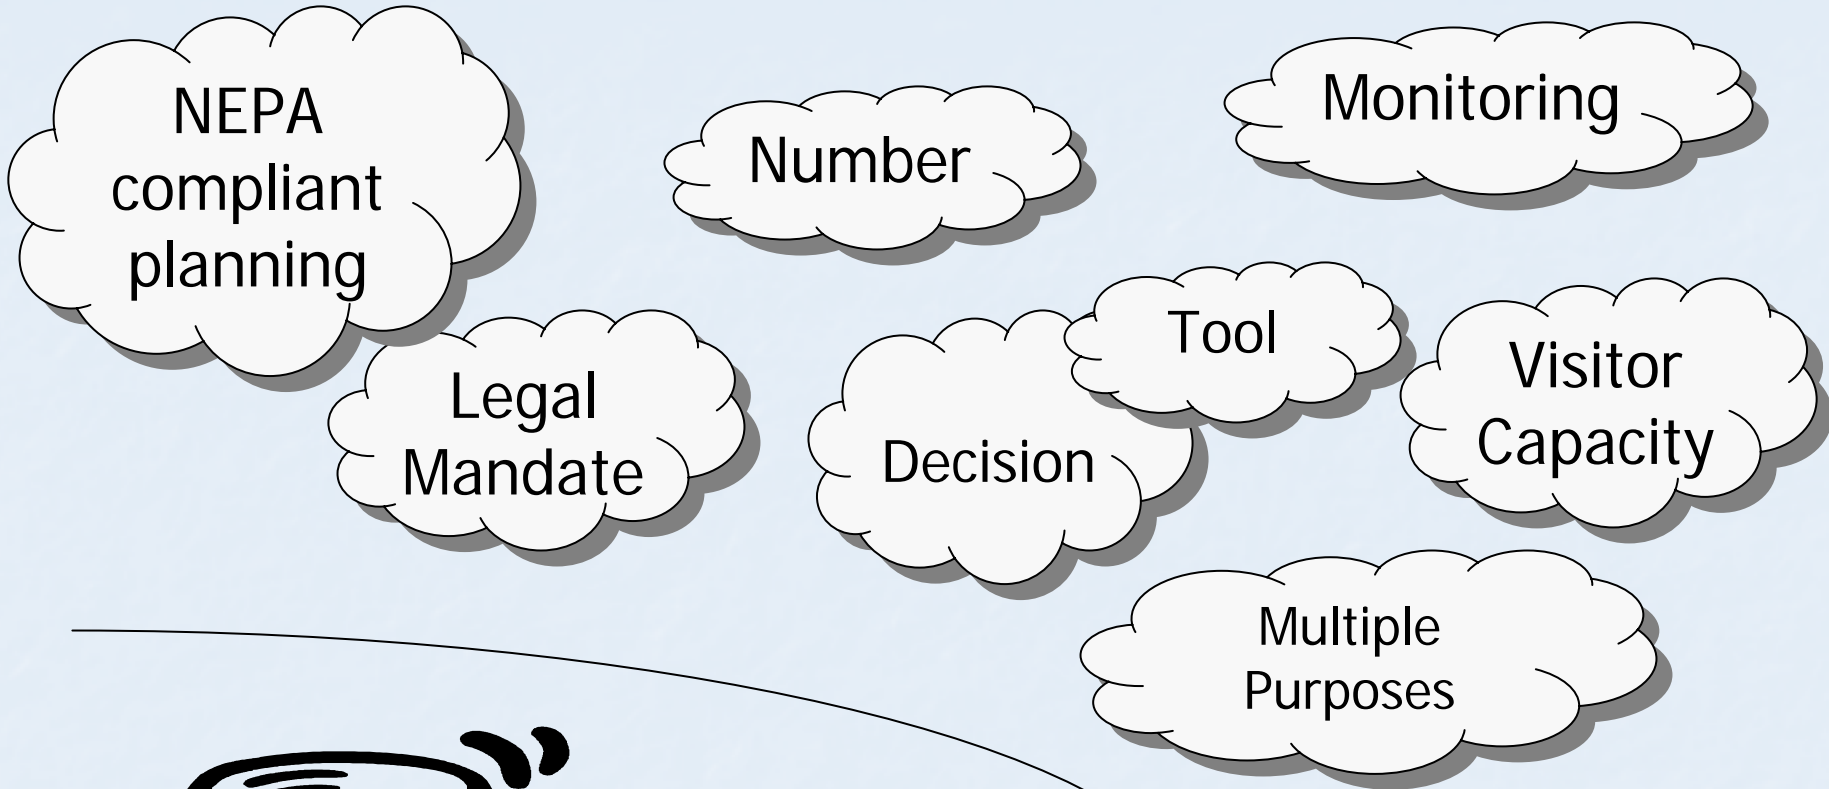 NEPA
compliant
planning
Number
Monitoring
Legal
Mandate
Decision
Tool
Visitor
Capacity
Multiple
Purposes